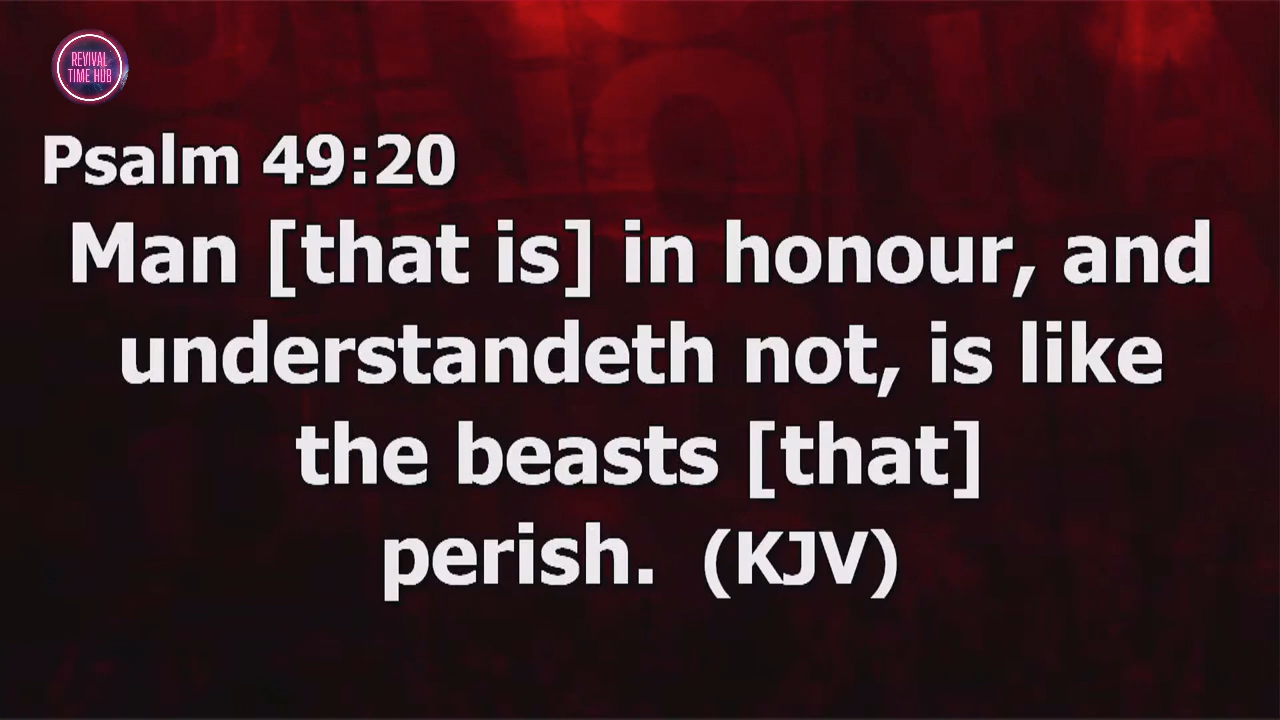 REVIVAL
TIME HUB
Psalm 49:20
Man [that is] in honour, and
understandeth not, is like
the beasts [that]
perish. (KJV)